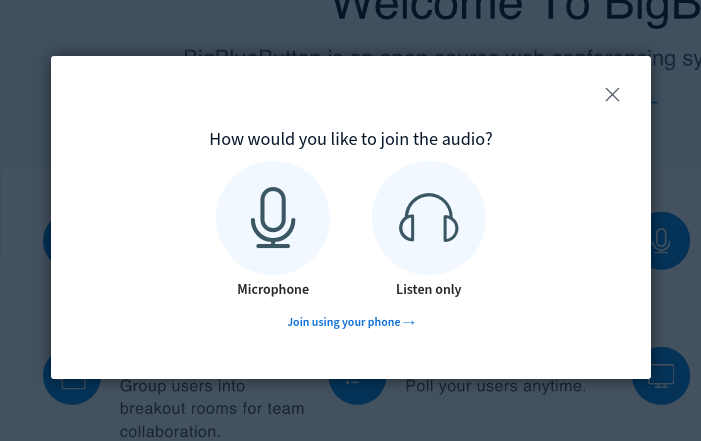 Welcome To BigB
BigBlueButton is an open source web conferencing sy
How would you like to join the audio?
Microphone
Listen only
Join using your phone →
Group users into
breakout rooms for team
collaboration.
Poll your users anytime.